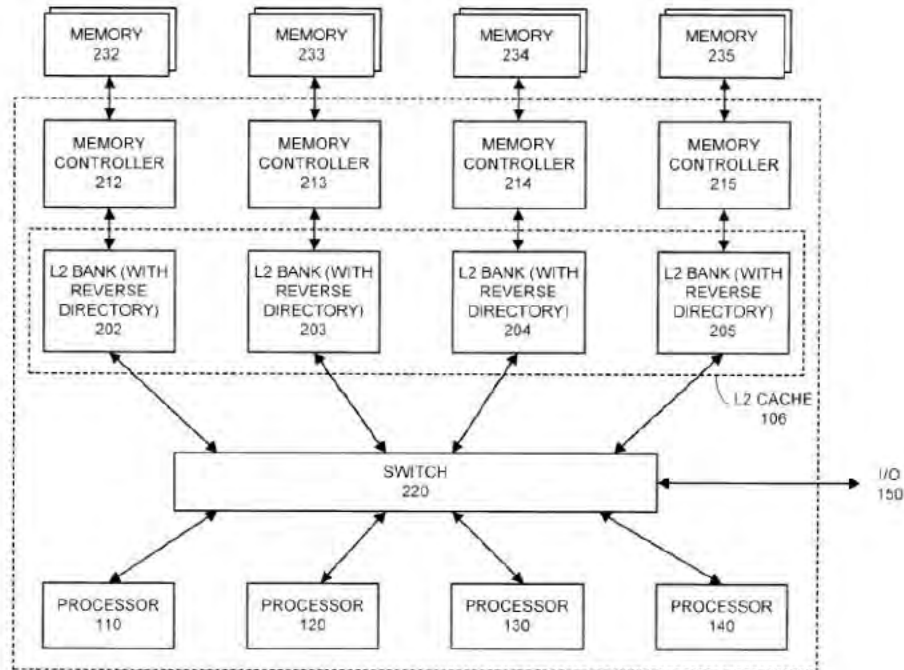 MEMORY
232
MEMORY
233
MEMORY
234
MEMORY
235
MEMORY
CONTROLLER
212
MEMORY
CONTROLLER
213
MEMORY
CONTROLLER
214
MEMORY
CONTROLLER
215
L2 BANK (WITH
REVERSE
DIRECTORY)
202
L2 BANK (WITH
REVERSE
DIRECTORY)
203
L2 BANK (WITH
REVERSE
DIRECTORY)
204
L2 BANK (WITH
REVERSE
DIRECTORY)
205
L2 CACHE
106
SWITCH
220
I/O
150
PROCESSOR
110
PROCESSOR
120
PROCESSOR
130
PROCESSOR
140